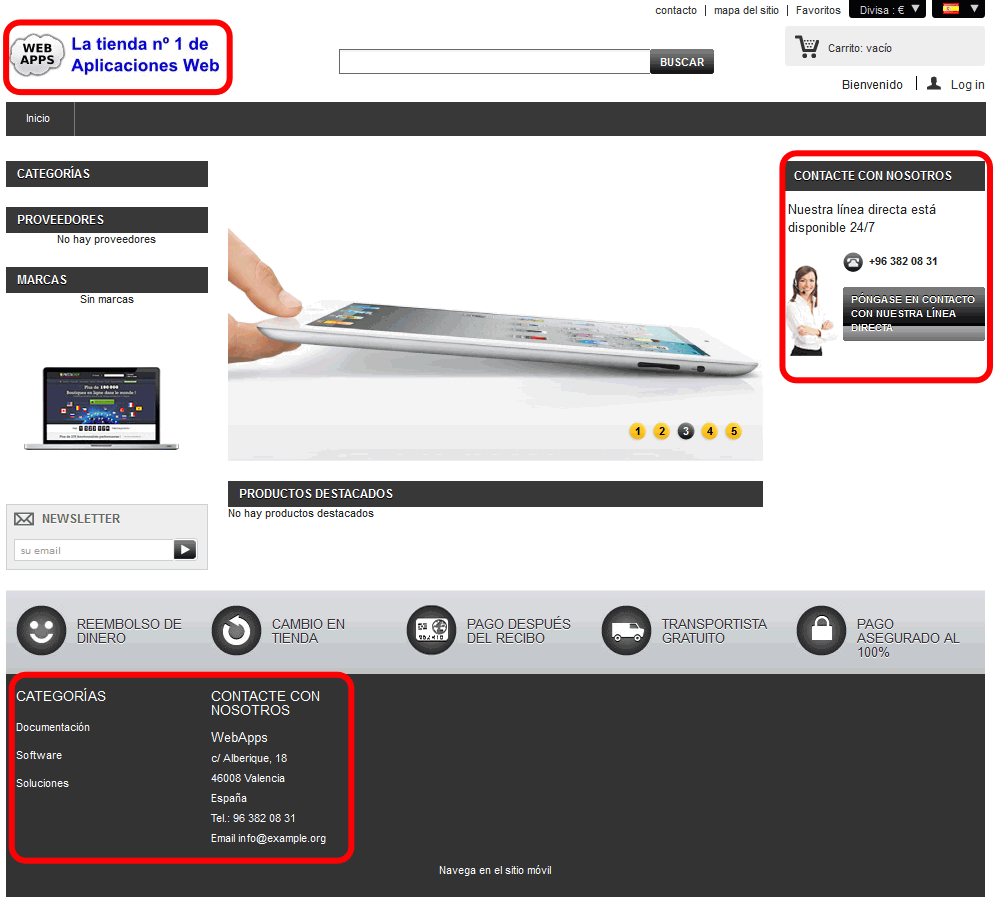 contacto | mapa del sitio | Favoritos
Divisa : €
WEB
APPS
La tienda nº 1 de
Aplicaciones Web
BUSCAR
Carrito: vacío
Bienvenido | Log in
Inicio
CATEGORÍAS
PROVEEDORES
No hay proveedores
MARCAS
Sin marcas
NEWSLETTER
su email
1 2 3 4 5
PRODUCTOS DESTACADOS
No hay productos destacados
CONTACTE CON NOSOTROS
Nuestra línea directa está
disponible 24/7
+96 382 08 31
PÓNGASE EN CONTACTO
CON NUESTRA LÍNEA
DIRECTA
REEMBOLSO DE
DINERO
CAMBIO EN
TIENDA
PAGO DESPUÉS
DEL RECIBO
TRANSPORTISTA
GRATUITO
PAGO
ASEGURADO AL
100%
CATEGORÍAS
Documentación
Software
Soluciones
CONTACTE CON
NOSOTROS
WebApps
c/ Alberique, 18
46008 Valencia
España
Tel.: 96 382 08 31
Email info@example.org
Navega en el sitio móvil